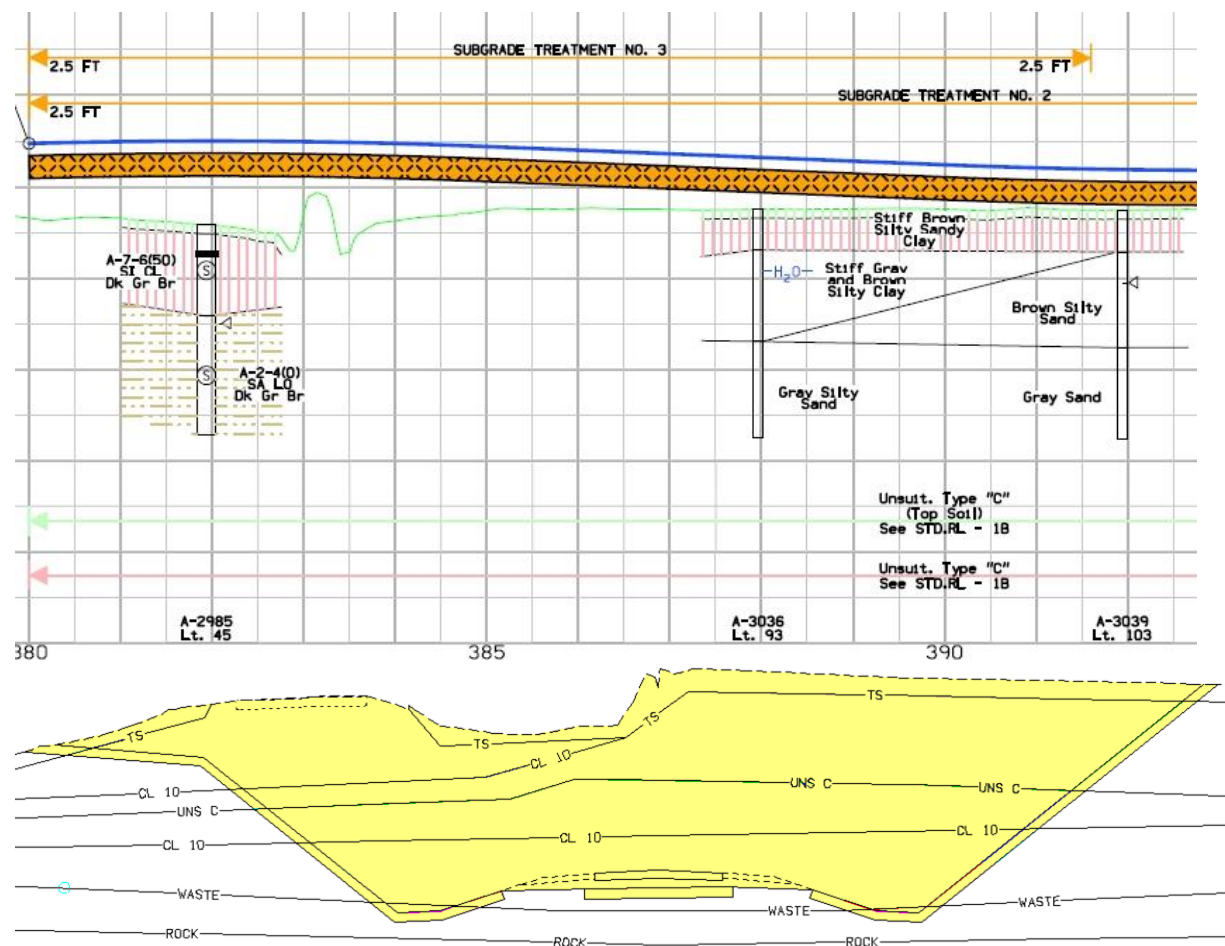 SUBGRADE TREATMENT NO. 3
2.5 FT
2.5 FT
SUBGRADE TREATMENT NO. 2
2.5 FT
Stiff Brown
Silty Sandy
Clay
A-7-6(50)
SI CL
Dk Gr Br
H2O
Stiff Gray
and Brown
Silty Clay
Brown Silty
Sand
S
S
A-2-4(0)
SA LO
Dk Gr Br
Gray Silty
Sand
Gray Sand
Unsuit. Type "C"
(Top Soil)
See STD.RL - 1B
Unsuit. Type "C"
See STD.RL - 1B
A-2985
Lt. 45
A-3036
Lt. 93
A-3039
Lt. 103
380
385
390
TS
TS
TS
TS
CL 10
CL 10
UNS C
UNS C
UNS C
CL 10
CL 10
CL 10
WASTE
WASTE
WASTE
ROCK
ROCK
ROCK